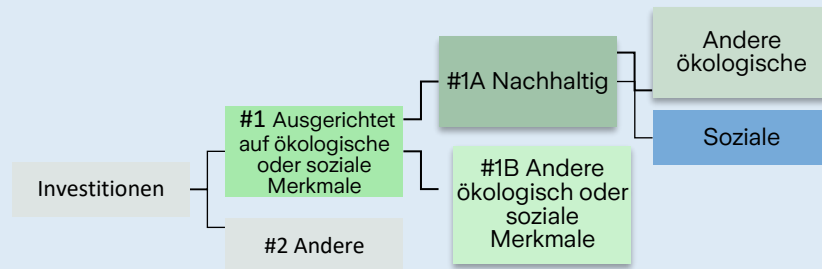 Investitionen
#1 Ausgerichtet
auf ökologische
oder soziale
Merkmale
#2 Andere
#1A Nachhaltig
#1B Andere
ökologisch oder
soziale
Merkmale
Andere
ökologische
Soziale